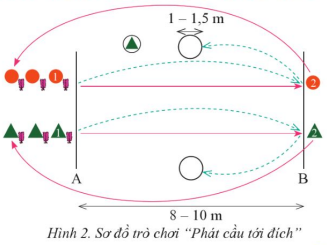 1 – 1,5 m
1
2
1
2
A
B
8 – 10 m
Hình 2. Sơ đồ trò chơi “Phát cầu tới đích”